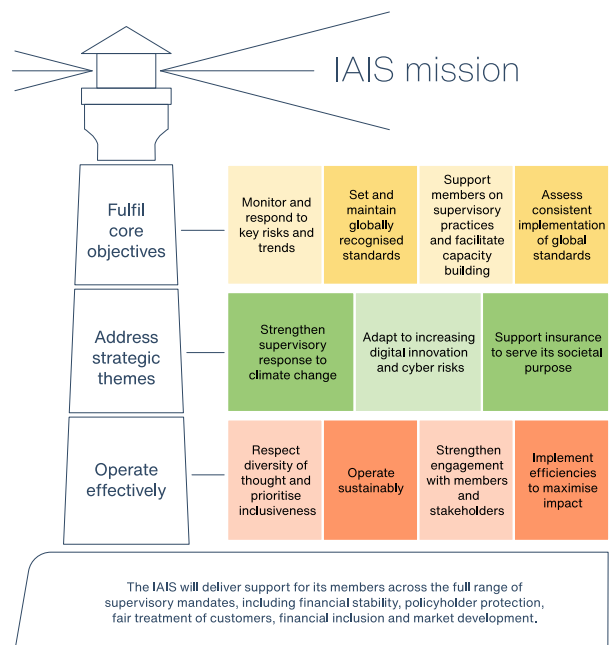 IAIS mission
Fulfil
core
objectives
Monitor and
respond to
key risks and
trends
Set and
maintain
globally
recognised
standards
Support
members on
supervisory
practices
and facilitate
capacity
building
Assess
consistent
implementation
of global
standards
Address
strategic
themes
Strengthen
supervisory
response to
climate change
Adapt to increasing
digital innovation
and cyber risks
Support insurance
to serve its societal
purpose
Operate
effectively
Respect
diversity of
thought and
prioritise
inclusiveness
Operate
sustainably
Strengthen
engagement
with members
and
stakeholders
Implement
efficiencies
to maximise
impact
The IAIS will deliver support for its members across the full range of
supervisory mandates, including financial stability, policyholder protection,
fair treatment of customers, financial inclusion and market development.